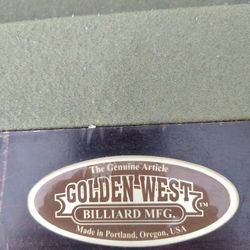 The Genuine Article
GOLDEN-WEST TM
BILLIARD MFG.
Made in Portland, Oregon, USA